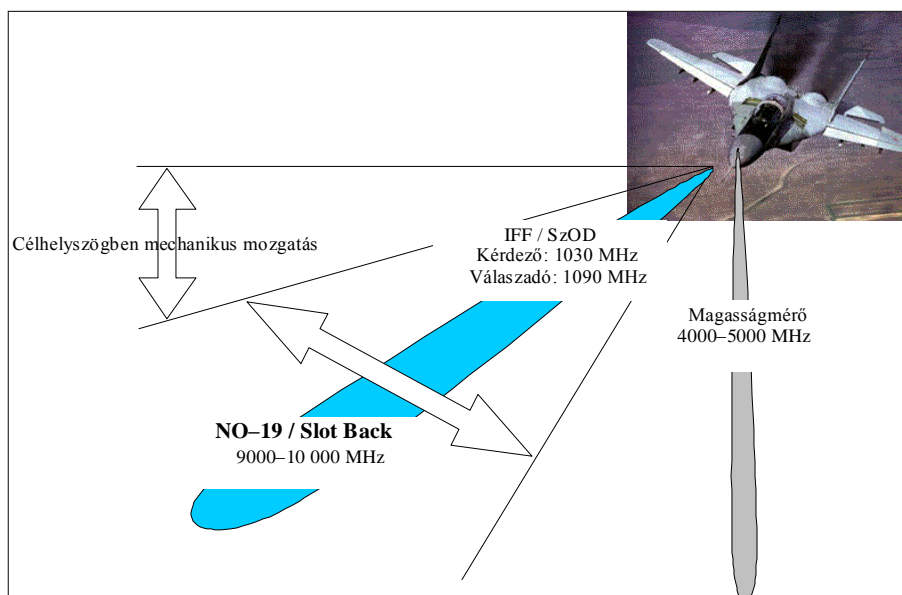 Célhelyszögben mechanikus mozgatás
IFF / SzOD
Kérdező: 1030 MHz
Válaszadó: 1090 MHz
Magasságmérő
4000–5000 MHz
NO–19 / Slot Back
9000–10 000 MHz